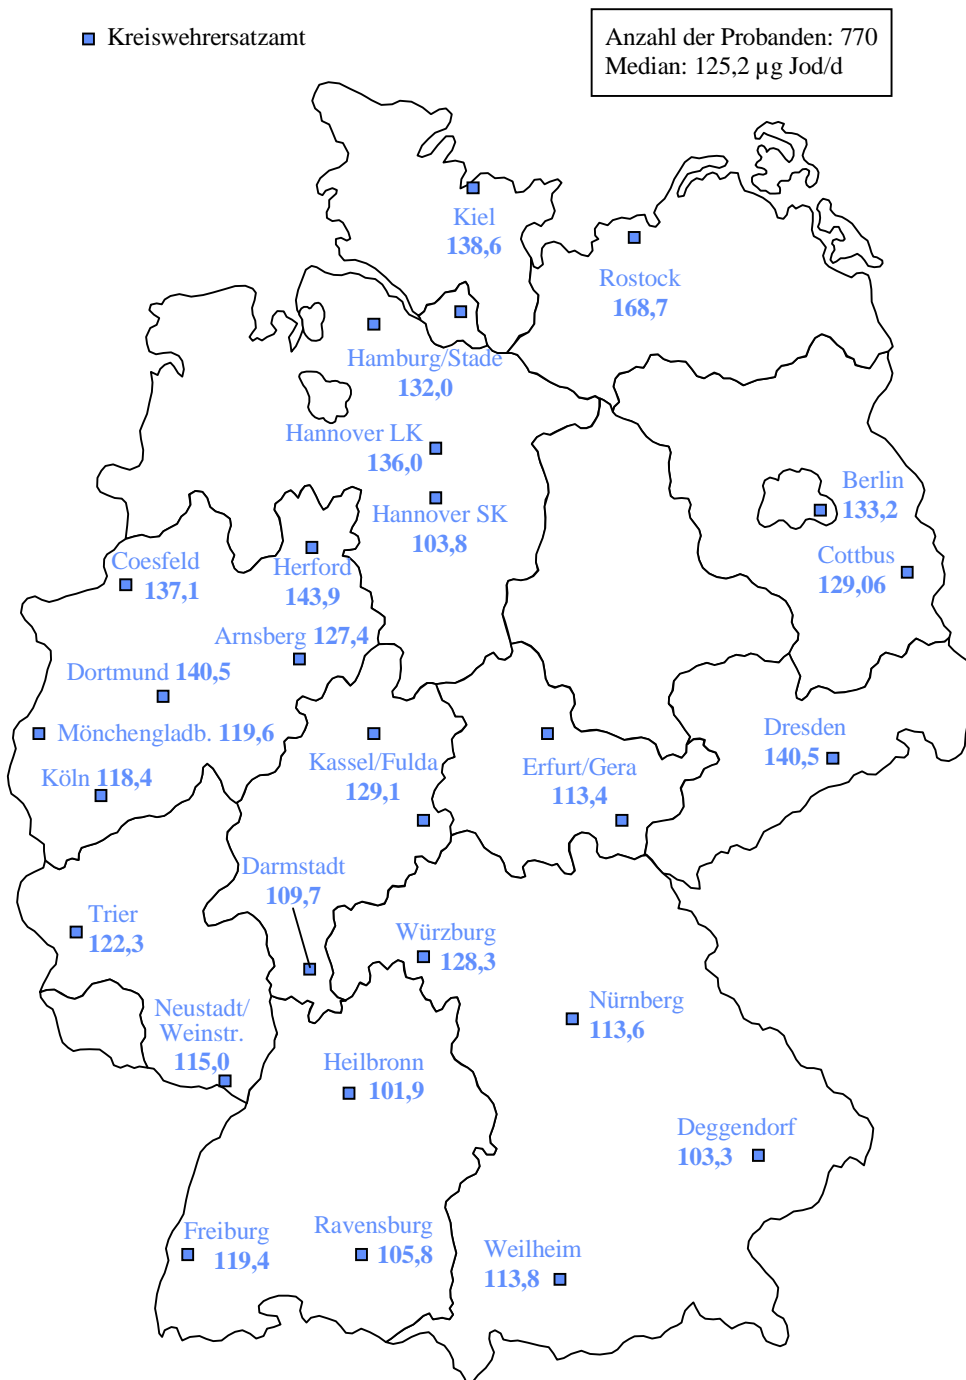 Kreiswehrersatzamt
Anzahl der Probanden: 770
Median: 125,2 µg Jod/d
Kiel
138,6
Rostock
168,7
Hamburg/Stade
132,0
Hannover LK
136,0
Hannover SK
103,8
Berlin
133,2
Cottbus
129,06
Coesfeld
137,1
Herford
143,9
Arnsberg 127,4
Dortmund 140,5
Mönchengladb. 119,6
Köln 118,4
Kassel/Fulda
129,1
Erfurt/Gera
113,4
Dresden
140,5
Darmstadt
109,7
Trier
122,3
Würzburg
128,3
Neustadt/
Weinstr.
115,0
Nürnberg
113,6
Heilbronn
101,9
Deggendorf
103,3
Freiburg
119,4
Ravensburg
105,8
Weilheim
113,8